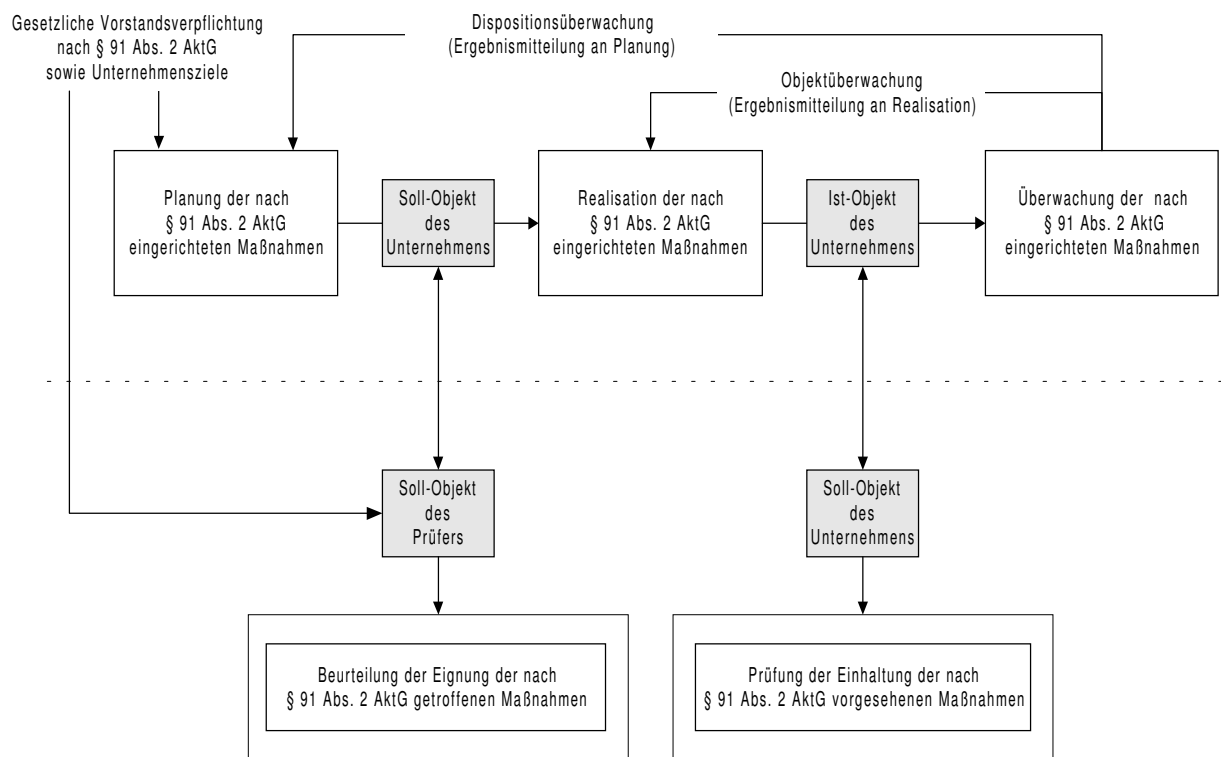 Gesetzliche Vorstandsverpflichtung
nach § 91 Abs. 2 AktG
sowie Unternehmensziele
Dispositionsüberwachung
(Ergebnismitteilung an Planung)
Objektüberwachung
(Ergebnismitteilung an Realisation)
Planung der nach
§ 91 Abs. 2 AktG
eingerichteten Maßnahmen
Soll-Objekt
des
Unternehmens
Realisation der nach
§ 91 Abs. 2 AktG
eingerichteten Maßnahmen
Ist-Objekt
des
Unternehmens
Überwachung der nach
§ 91 Abs. 2 AktG
eingerichteten Maßnahmen
Soll-Objekt
des
Prüfers
Soll-Objekt
des
Unternehmens
Beurteilung der Eignung der nach
§ 91 Abs. 2 AktG getroffenen Maßnahmen
Prüfung der Einhaltung der nach
§ 91 Abs. 2 AktG vorgesehenen Maßnahmen